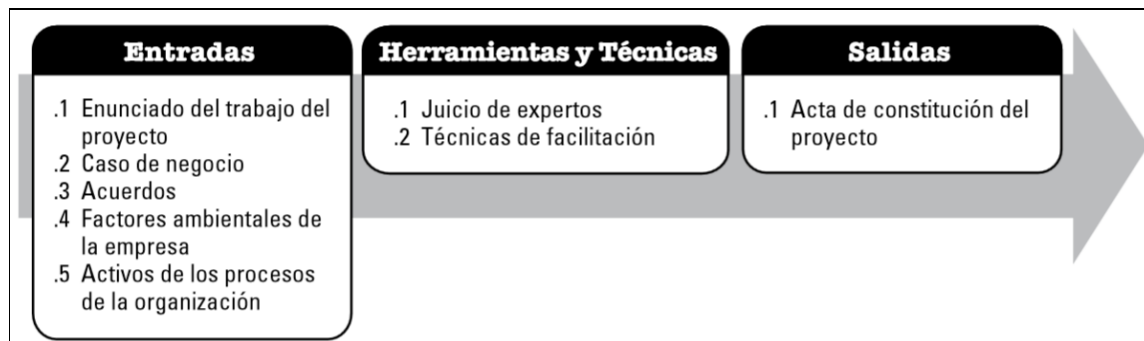 Entradas
.1 Enunciado del trabajo del
proyecto
.2 Caso de negocio
.3 Acuerdos
.4 Factores ambientales de
la empresa
.5 Activos de los procesos
de la organización
Herramientas y Técnicas
.1 Juicio de expertos
.2 Técnicas de facilitación
Salidas
.1 Acta de constitución del
proyecto